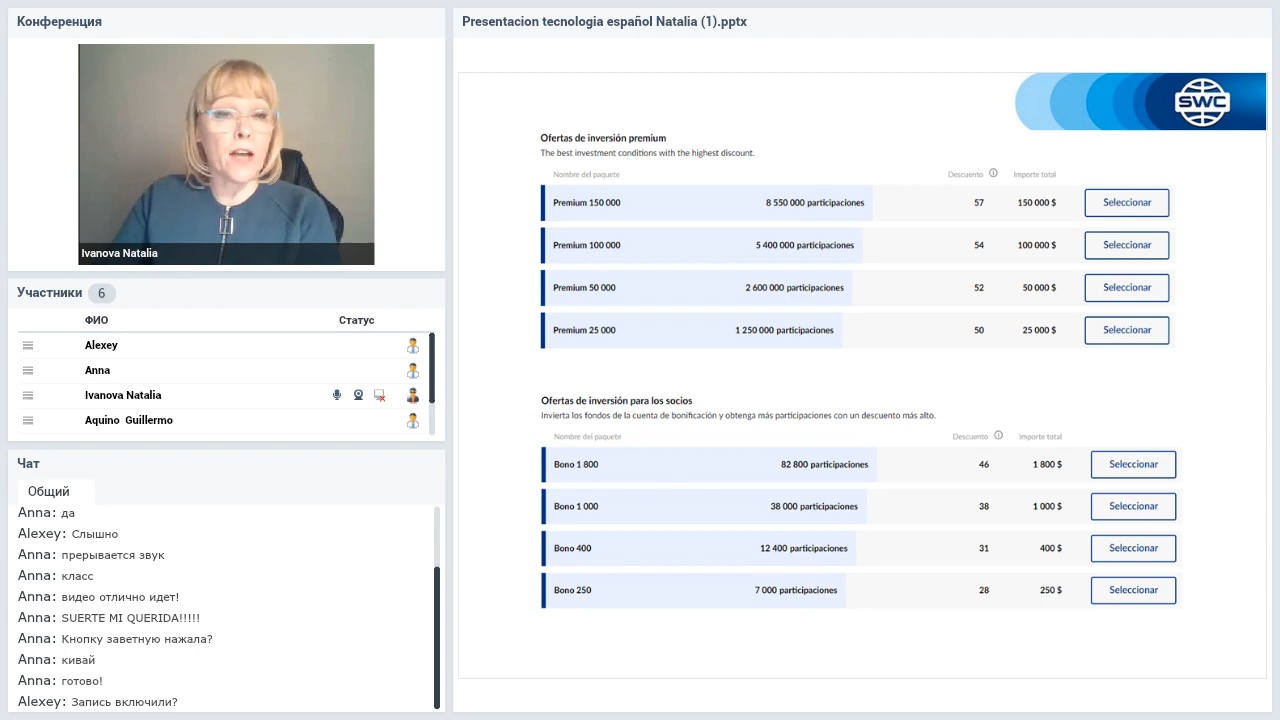 Конференция
Ivanova Natalia
Участники 6
ФИО Статус
Alexey
Anna
Ivanova Natalia
Aquino Guillermo
Чат
Общий
Anna: да
Alexey: Слышно
Anna: прерывается звук
Anna: класс
Anna: видео отлично идет!
Anna: SUERTE MI QUERIDA!!!!!
Anna: Кнопку заветную нажала?
Anna: кивай
Anna: готово!
Alexey: Запись включили?
Presentacion tecnologia español Natalia (1).pptx
SWC
Ofertas de inversión premium
The best investment conditions with the highest discount.
Nombre del paquete Descuento Importe total
Premium 150 000 8 550 000 participaciones 57 150 000 $ Seleccionar
Premium 100 000 5 400 000 participaciones 54 100 000 $ Seleccionar
Premium 50 000 2 600 000 participaciones 52 50 000 $ Seleccionar
Premium 25 000 1 250 000 participaciones 50 25 000 $ Seleccionar
Ofertas de inversión para los socios
Invierta los fondos de la cuenta de bonificación y obtenga más participaciones con un descuento más alto.
Nombre del paquete Descuento Importe total
Bono 1 800 82 800 participaciones 46 1 800 $ Seleccionar
Bono 1 000 38 000 participaciones 38 1 000 $ Seleccionar
Bono 400 12 400 participaciones 31 400 $ Seleccionar
Bono 250 7 000 participaciones 28 250 $ Seleccionar